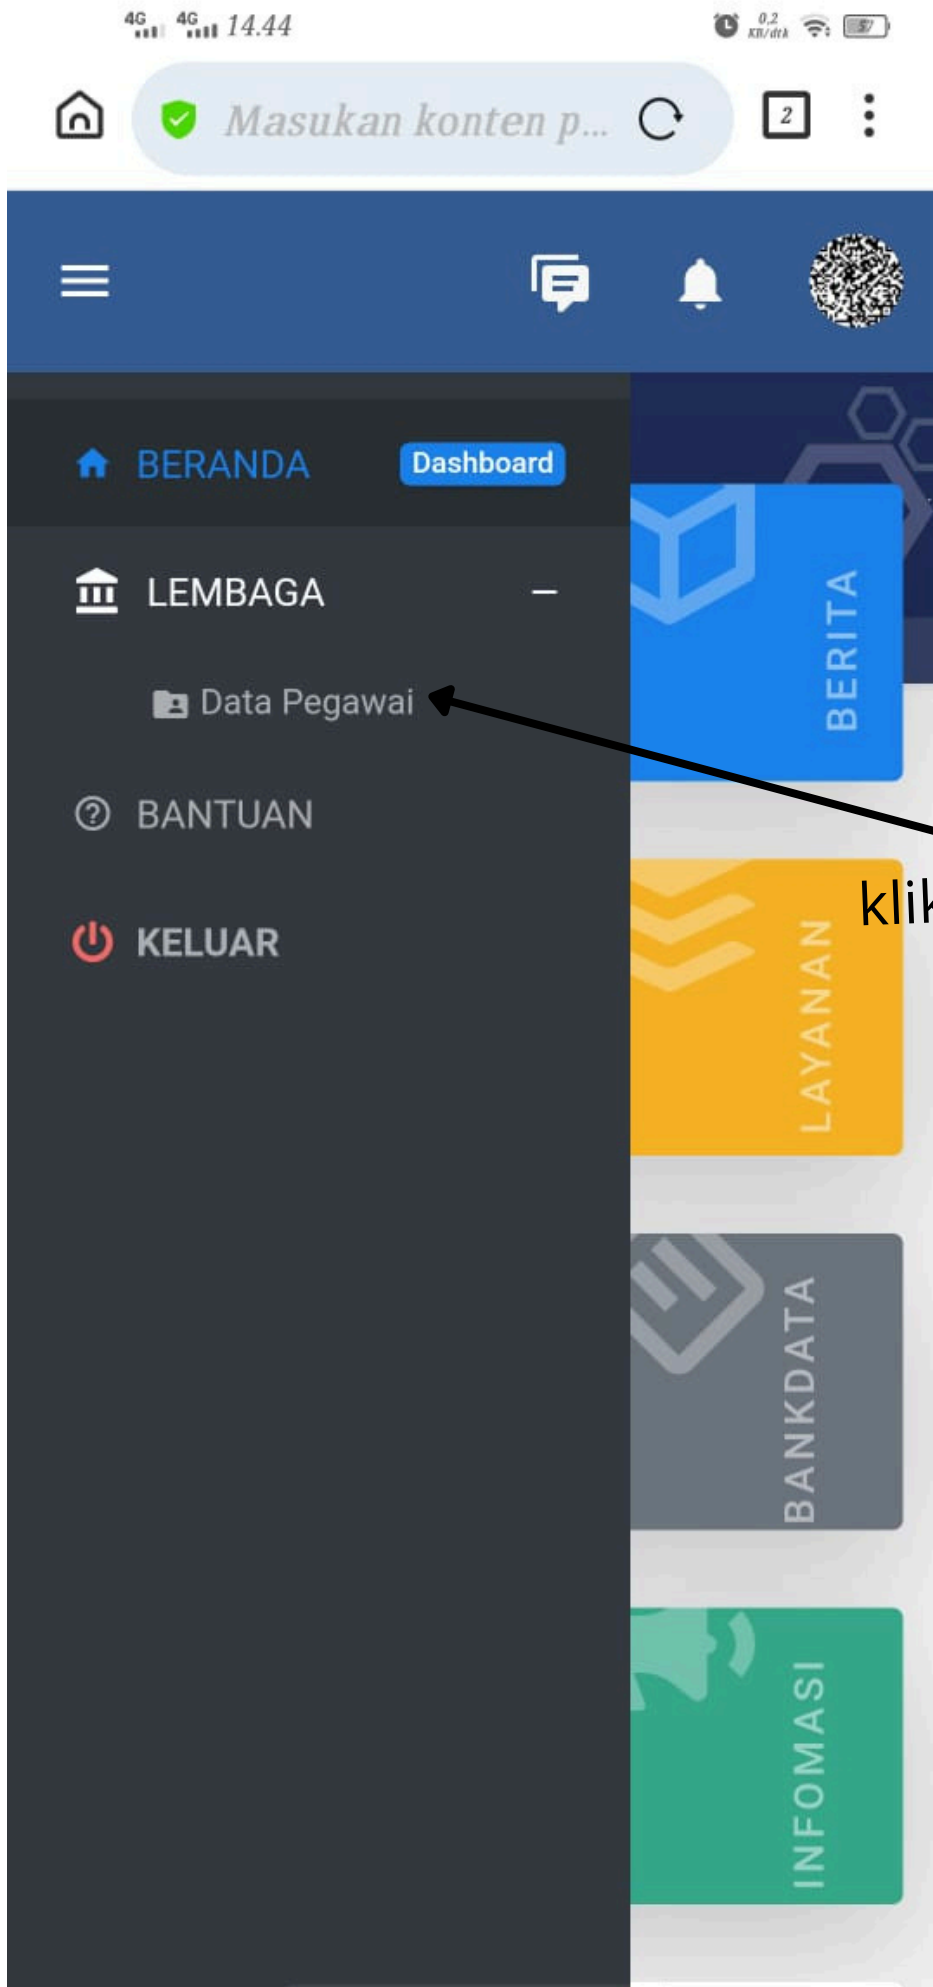 4G 4G 14.44 0,2 KB/dtk 57
Masukan konten p... 2
BERANDA Dashboard
LEMBAGA
Data Pegawai
BANTUAN
KELUAR
BERITA
klik
LAYANAN
BANKDATA
INFOMASI